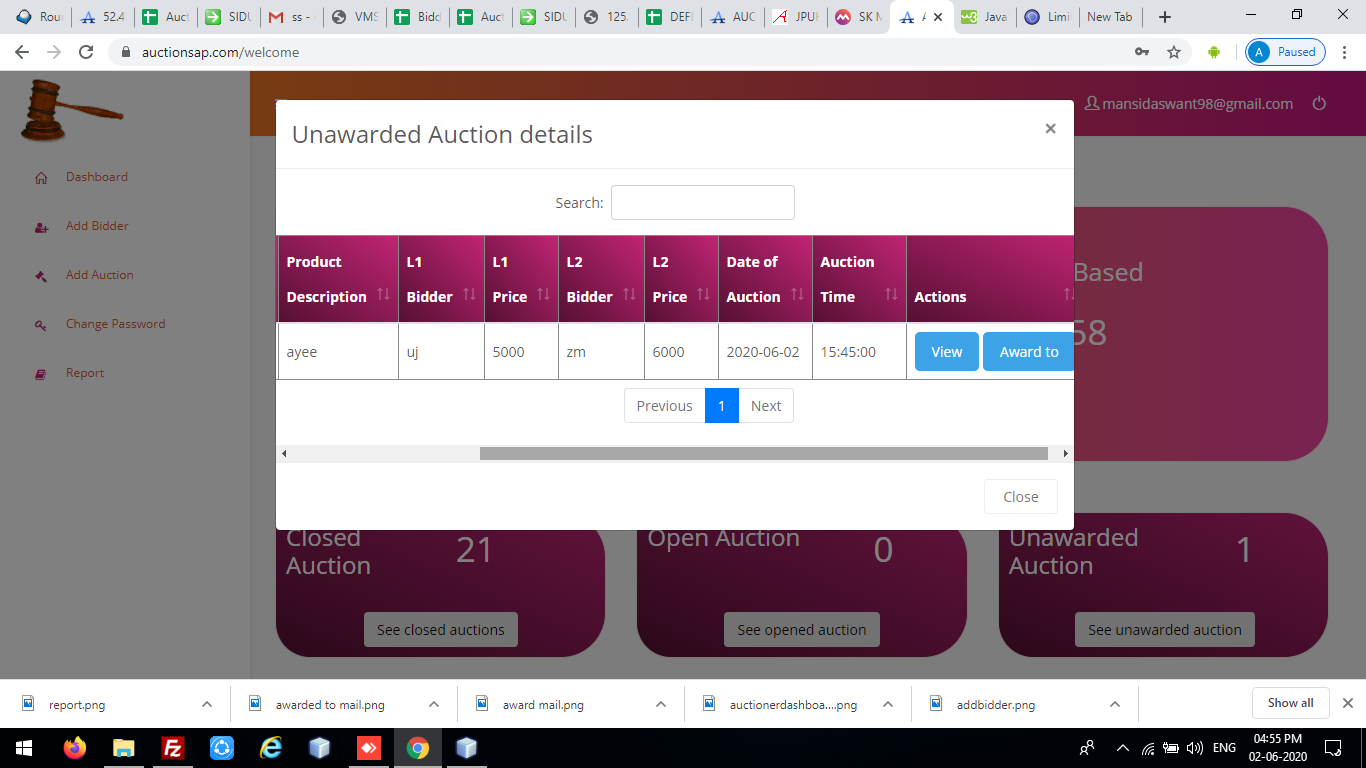 Rou
52.4
Auct
SIDU
ss -
VMS
Bidd
Auct
SIDU
125.
DEFE
AUC
JPUH
SK M
Java
Limi
New Tab
auctionsap.com/welcome
A
Paused
mansidaswant98@gmail.com
Dashboard
Add Bidder
Add Auction
Change Password
Report
Unawarded Auction details
×
Search:
Product Description
L1 Bidder
L1 Price
L2 Bidder
L2 Price
Date of Auction
Auction Time
Actions
ayee
uj
5000
zm
6000
2020-06-02
15:45:00
View
Award to
Previous
1
Next
Close
Based
58
Closed
Auction
21
See closed auctions
Open Auction
0
See opened auction
Unawarded
Auction
1
See unawarded auction
report.png
awarded to mail.png
award mail.png
auctionerdashboa....png
addbidder.png
Show all
ENG
04:55 PM
02-06-2020